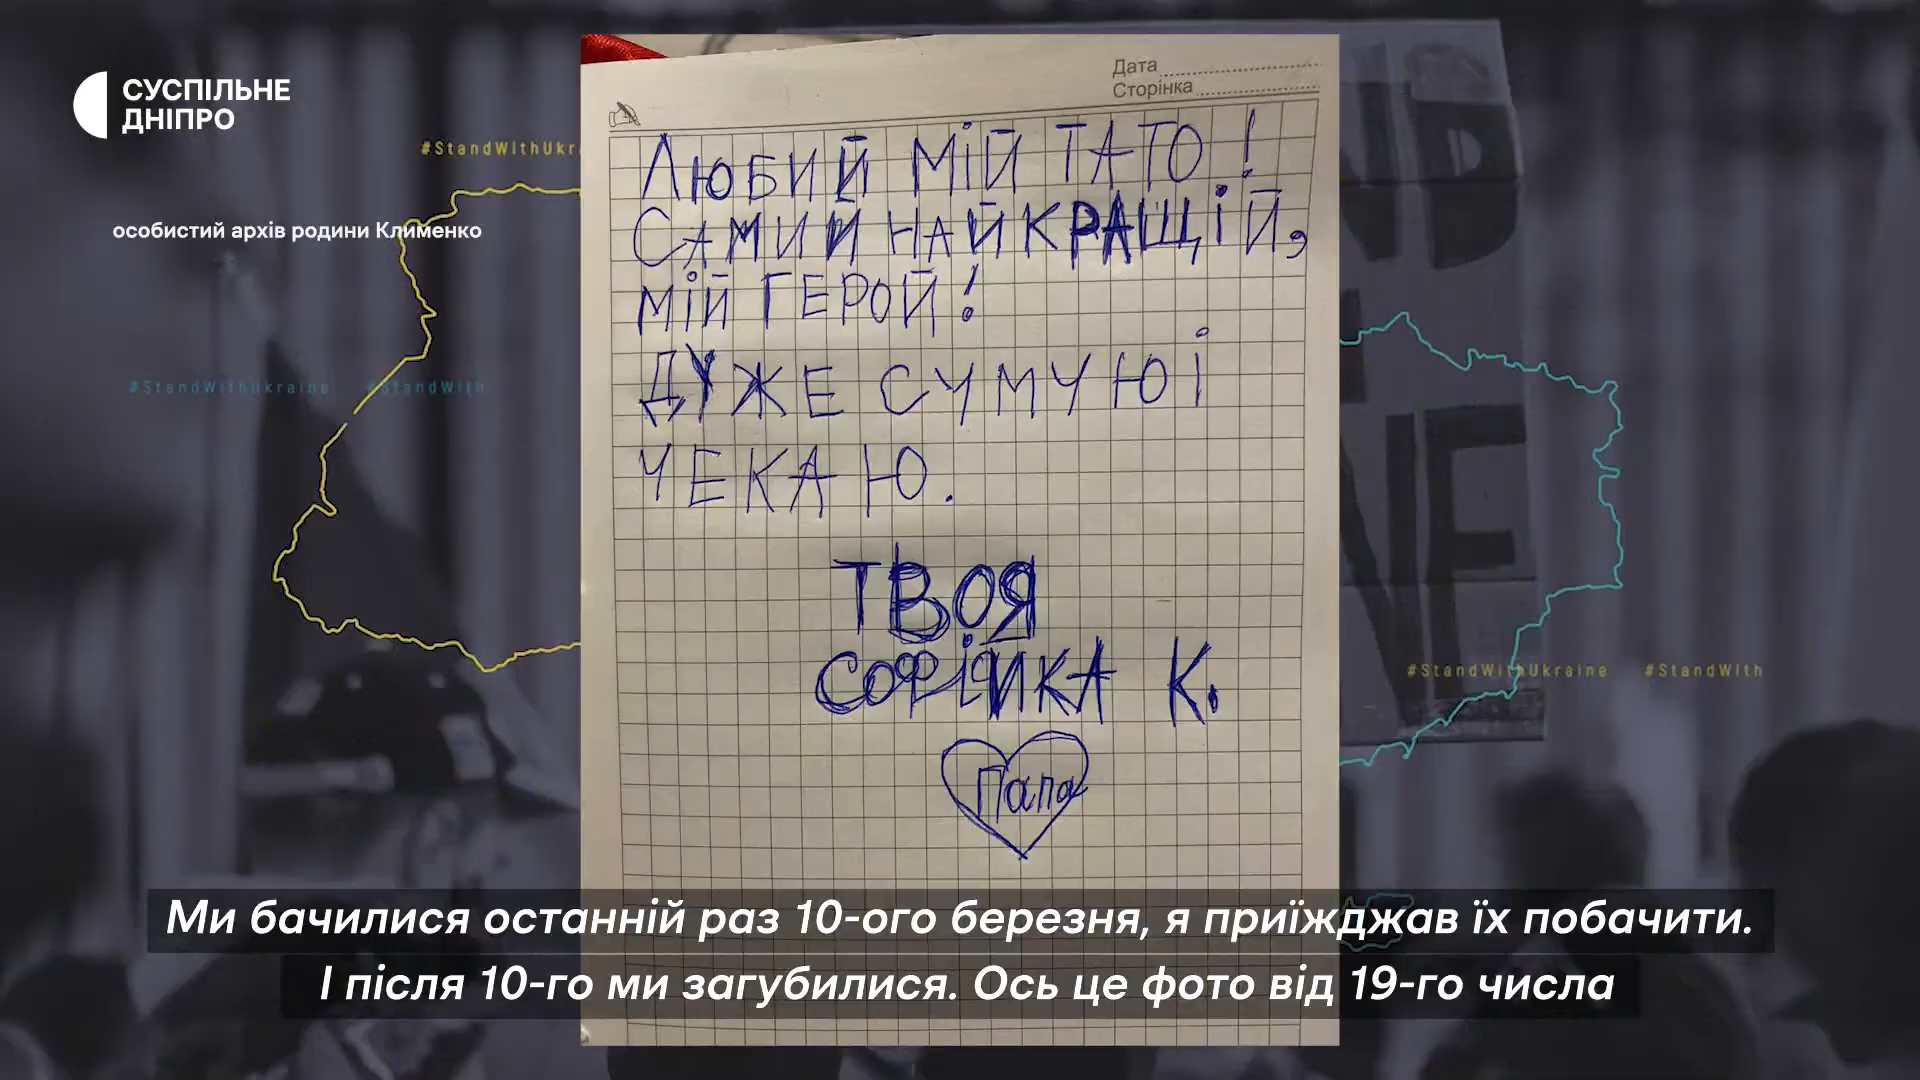 СУСПІЛЬНЕ
ДНІПРО
#StandWithUkr
особистий архів родини Клименко
#StandWithUkraine #StandWith
Дата
Сторінка
ЛЮБИЙ МІЙ ТАТО!
САМИЙ НАЙКРАЩІЙ,
МІЙ ГЕРОЙ!
ДУЖЕ СУМУЮ І
ЧЕКАЮ.
ТВОЯ
СОФІЙКА К.
Папа
#StandWithUkraine #StandWith
Ми бачилися останній раз 10-ого березня, я приїжджав їх побачити.
І після 10-го ми загубилися. Ось це фото від 19-го числа